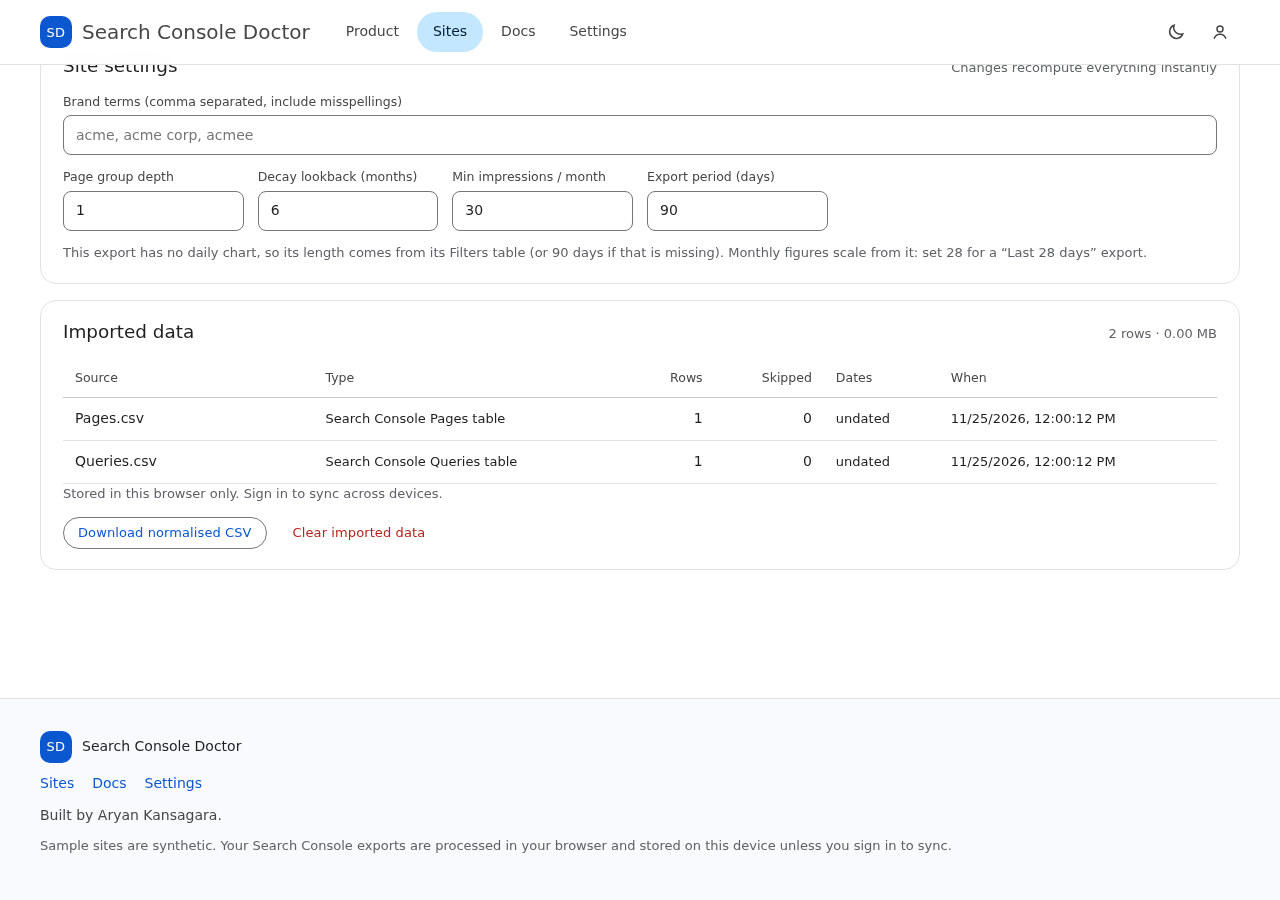 SD Search Console Doctor Product Sites Docs Settings
Site settings Changes recompute everything instantly
Brand terms (comma separated, include misspellings)
acme, acme corp, acmee
Page group depth Decay lookback (months) Min impressions / month Export period (days)
1 6 30 90
This export has no daily chart, so its length comes from its Filters table (or 90 days if that is missing). Monthly figures scale from it: set 28 for a “Last 28 days” export.
Imported data 2 rows · 0.00 MB
Source Type Rows Skipped Dates When
Pages.csv Search Console Pages table 1 0 undated 11/25/2026, 12:00:12 PM
Queries.csv Search Console Queries table 1 0 undated 11/25/2026, 12:00:12 PM
Stored in this browser only. Sign in to sync across devices.
Download normalised CSV Clear imported data
SD Search Console Doctor
Sites Docs Settings
Built by Aryan Kansagara.
Sample sites are synthetic. Your Search Console exports are processed in your browser and stored on this device unless you sign in to sync.